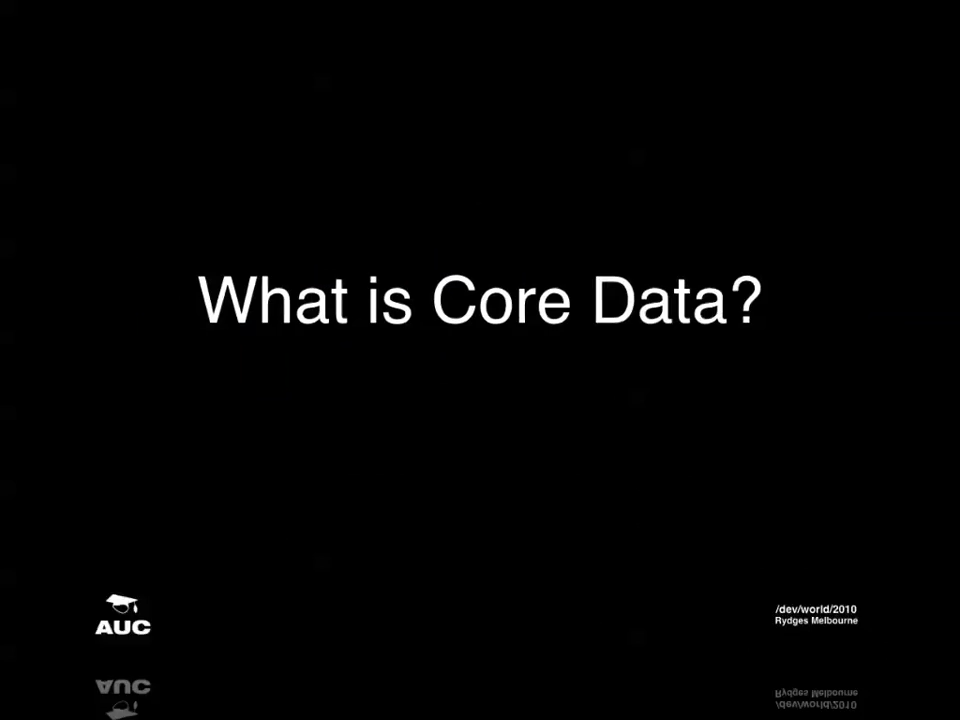 What is Core Data?
AUC
/dev/world/2010
Rydges Melbourne